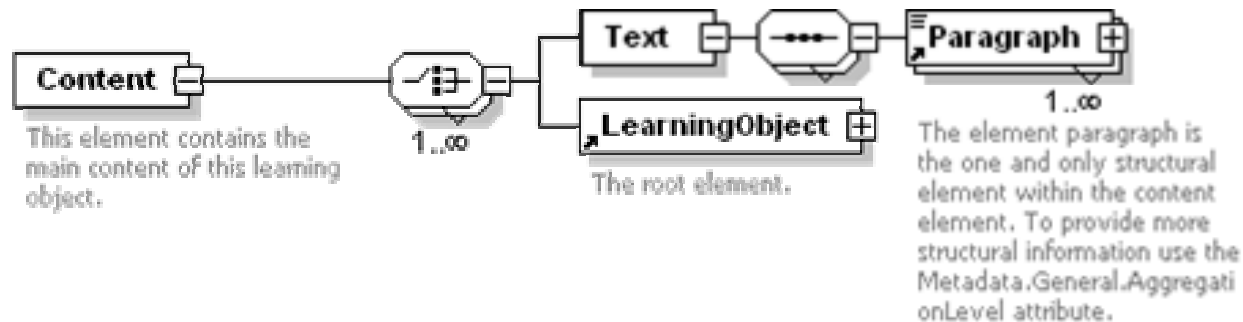 Content
This element contains the
main content of this learning
object.
1..∞
Text
Paragraph
1..∞
LearningObject
The root element.
The element paragraph is
the one and only structural
element within the content
element. To provide more
structural information use the
Metadata.General.Aggregati
onLevel attribute.